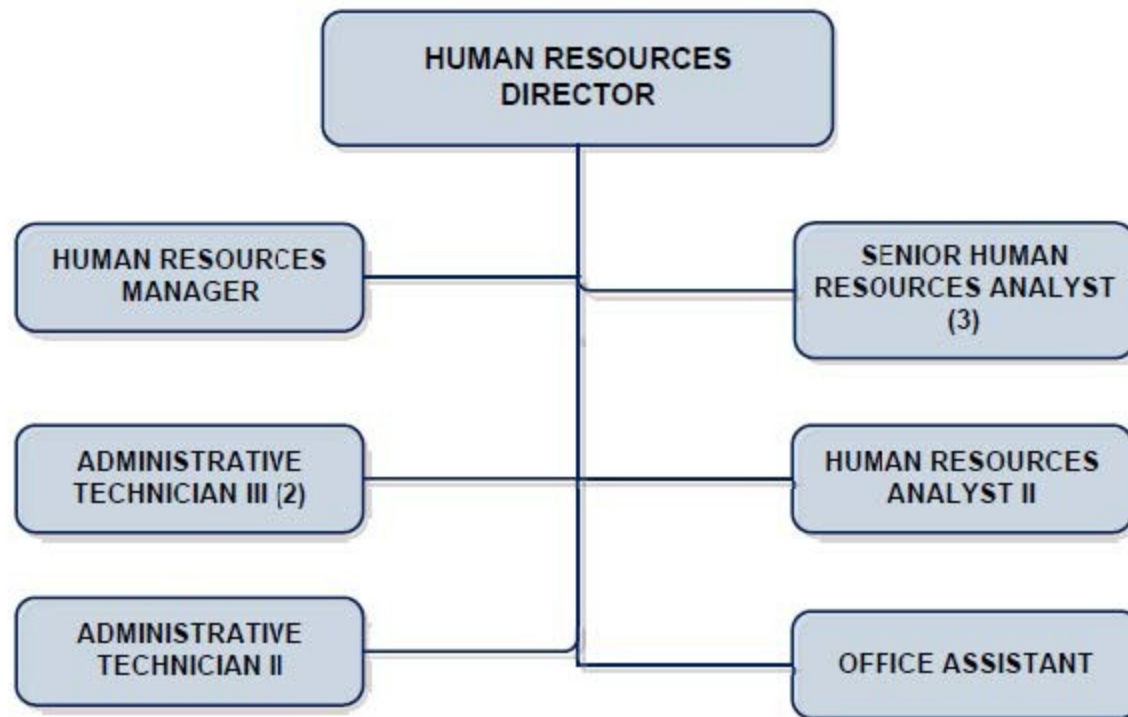 HUMAN RESOURCES
DIRECTOR
HUMAN RESOURCES
MANAGER
SENIOR HUMAN
RESOURCES ANALYST
(3)
ADMINISTRATIVE
TECHNICIAN III (2)
HUMAN RESOURCES
ANALYST II
ADMINISTRATIVE
TECHNICIAN II
OFFICE ASSISTANT